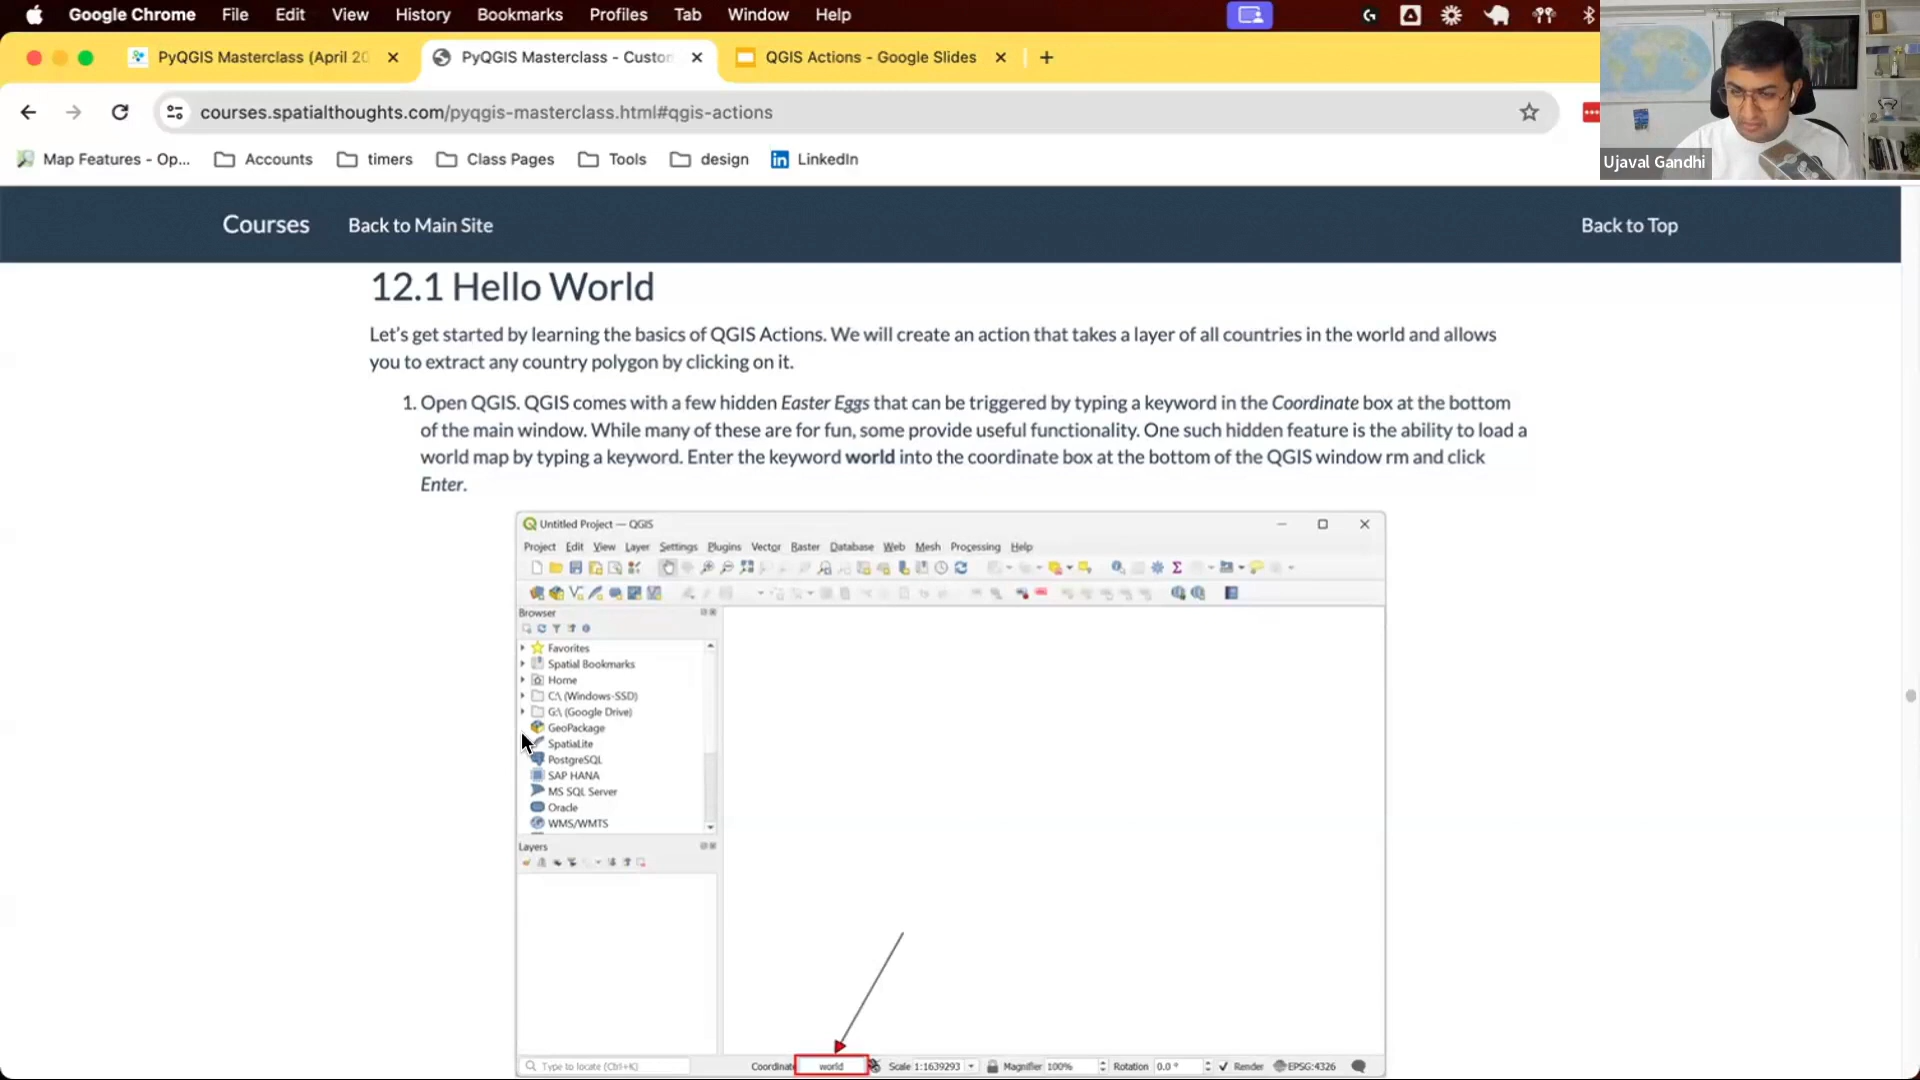 Google Chrome File Edit View History Bookmarks Profiles Tab Window Help
PyQGIS Masterclass (April 20
PyQGIS Masterclass - Custon
QGIS Actions - Google Slides
courses.spatialthoughts.com/pyqgis-masterclass.html#qgis-actions
Map Features - Op... Accounts timers Class Pages Tools design LinkedIn
Ujaval Gandhi
Courses Back to Main Site Back to Top
12.1 Hello World
Let's get started by learning the basics of QGIS Actions. We will create an action that takes a layer of all countries in the world and allows
you to extract any country polygon by clicking on it.
1. Open QGIS. QGIS comes with a few hidden Easter Eggs that can be triggered by typing a keyword in the Coordinate box at the bottom
of the main window. While many of these are for fun, some provide useful functionality. One such hidden feature is the ability to load a
world map by typing a keyword. Enter the keyword world into the coordinate box at the bottom of the QGIS window rm and click
Enter.
Untitled Project — QGIS
Project Edit View Layer Settings Plugins Vector Raster Database Web Mesh Processing Help
Browser
Favorites
Spatial Bookmarks
Home
C:\ (Windows-SSD)
G:\ (Google Drive)
GeoPackage
SpatiaLite
PostgreSQL
SAP HANA
MS SQL Server
Oracle
WMS/WMTS
Layers
Type to locate (Ctrl+K) Coordinate world Scale 1:1639293 Magnifier 100% Rotation 0.0 ° Render EPSG:4326